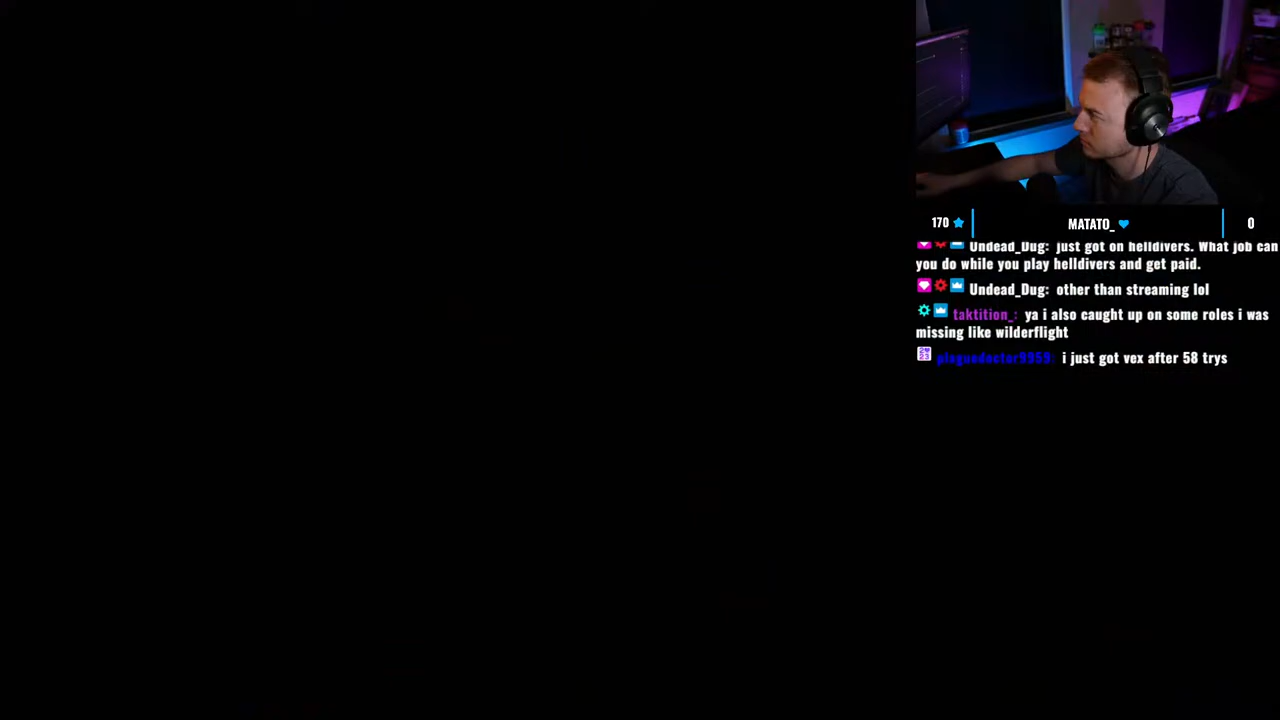 170
MATATO_
0
Undead_Dug: just got on helldivers. What job can
you do while you play helldivers and get paid.
Undead_Dug: other than streaming lol
taktition_: ya i also caught up on some roles i was
missing like wilderflight
plaguedoctor9955: i just got vex after 58 trys